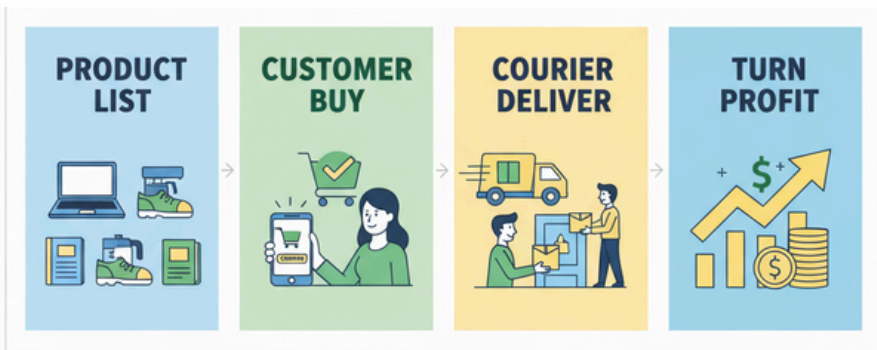 PRODUCT
LIST
CUSTOMER
BUY
COURIER
DELIVER
TURN
PROFIT
$
$